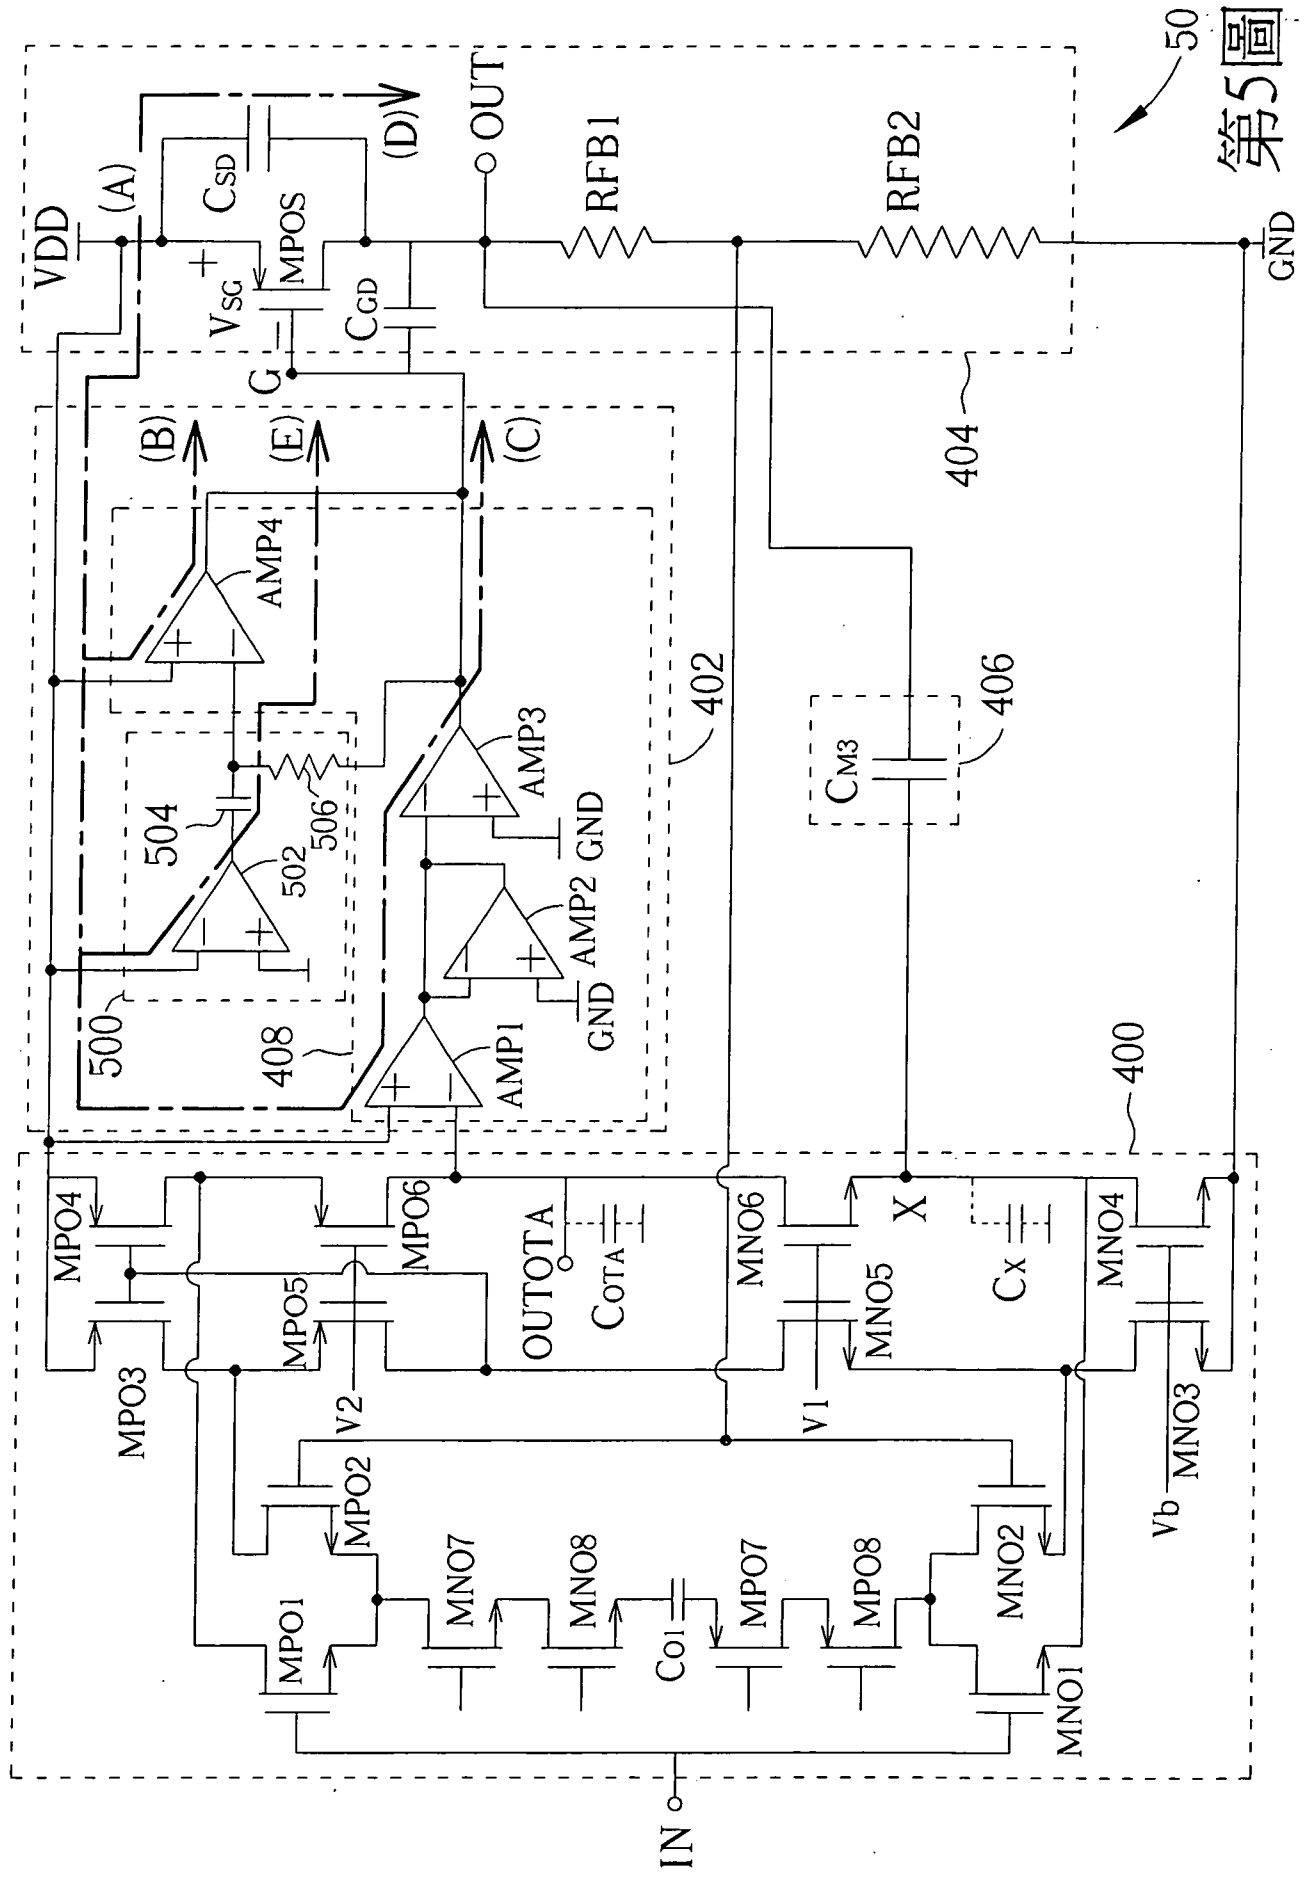 第5圖
50
VDD
(A)
CSD
(D)
VSG
+
−
MPOS
G
CGD
OUT
RFB1
RFB2
GND
404
(B)
(E)
(C)
AMP4
+
−
504
506
502
−
+
500
408
AMP3
−
+
GND
AMP2
−
+
GND
AMP1
+
−
402
CM3
406
400
MPO4
MPO3
MPO6
MPO5
V2
OUTOTA
COTA
MNO6
MNO5
V1
X
CX
MNO4
MNO3
Vb
MPO2
MPO1
MNO7
MNO8
CO1
MPO7
MPO8
MNO2
MNO1
IN